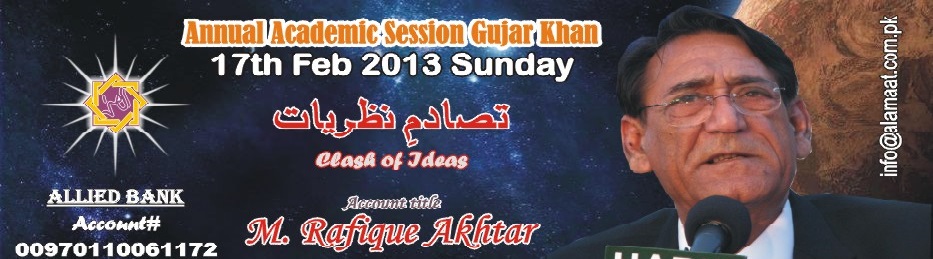 Annual Academic Session Gujar Khan
17th Feb 2013 Sunday
تصادمِ نظریات
Clash of Ideas
ALLIED BANK
Account#
00970110061172
Account title
M. Rafique Akhtar
info@alamaat.com.pk